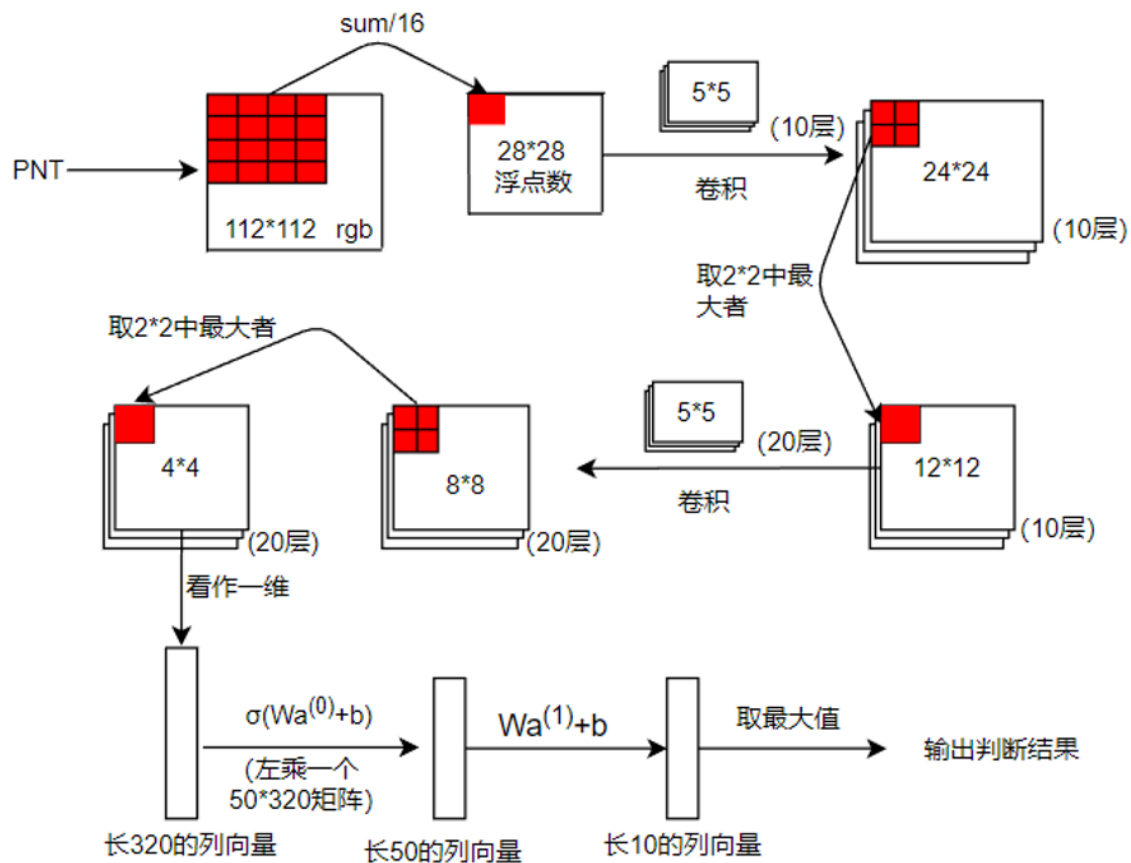 sum/16
PNT
112*112 rgb
28*28
浮点数
5*5
(10层)
卷积
24*24
(10层)
取2*2中最
大者
12*12
(10层)
5*5
(20层)
卷积
8*8
(20层)
取2*2中最大者
4*4
(20层)
看作一维
长320的列向量
σ(Wa⁽⁰⁾+b)
(左乘一个
50*320矩阵)
长50的列向量
Wa⁽¹⁾+b
长10的列向量
取最大值
输出判断结果